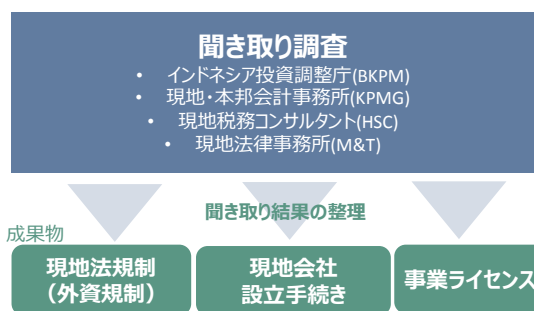 聞き取り調査
• インドネシア投資調整庁(BKPM)
• 現地・本邦会計事務所(KPMG)
• 現地税務コンサルタント(HSC)
• 現地法律事務所(M&T)
聞き取り結果の整理
成果物
現地法規制
（外資規制）
現地会社
設立手続き
事業ライセンス